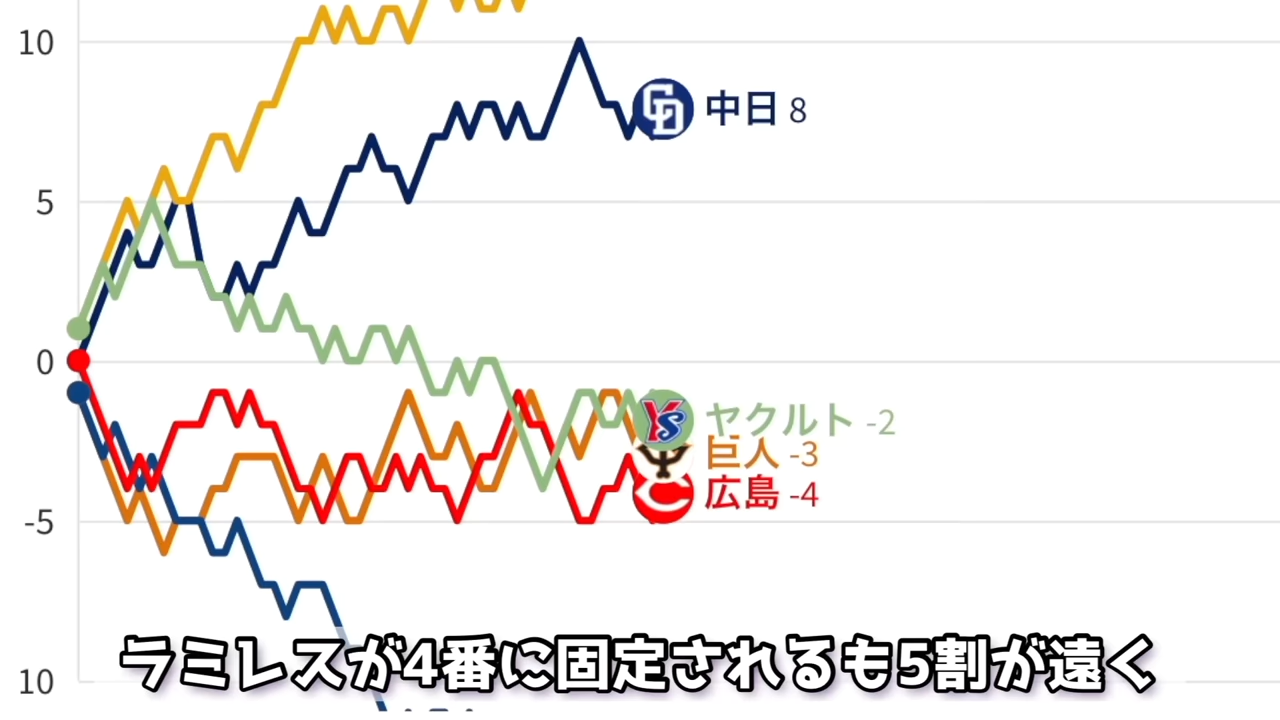 10
中日 8
5
0
ヤクルト -2
巨人 -3
広島 -4
-5
ラミレスが4番に固定されるも5割が遠く
10